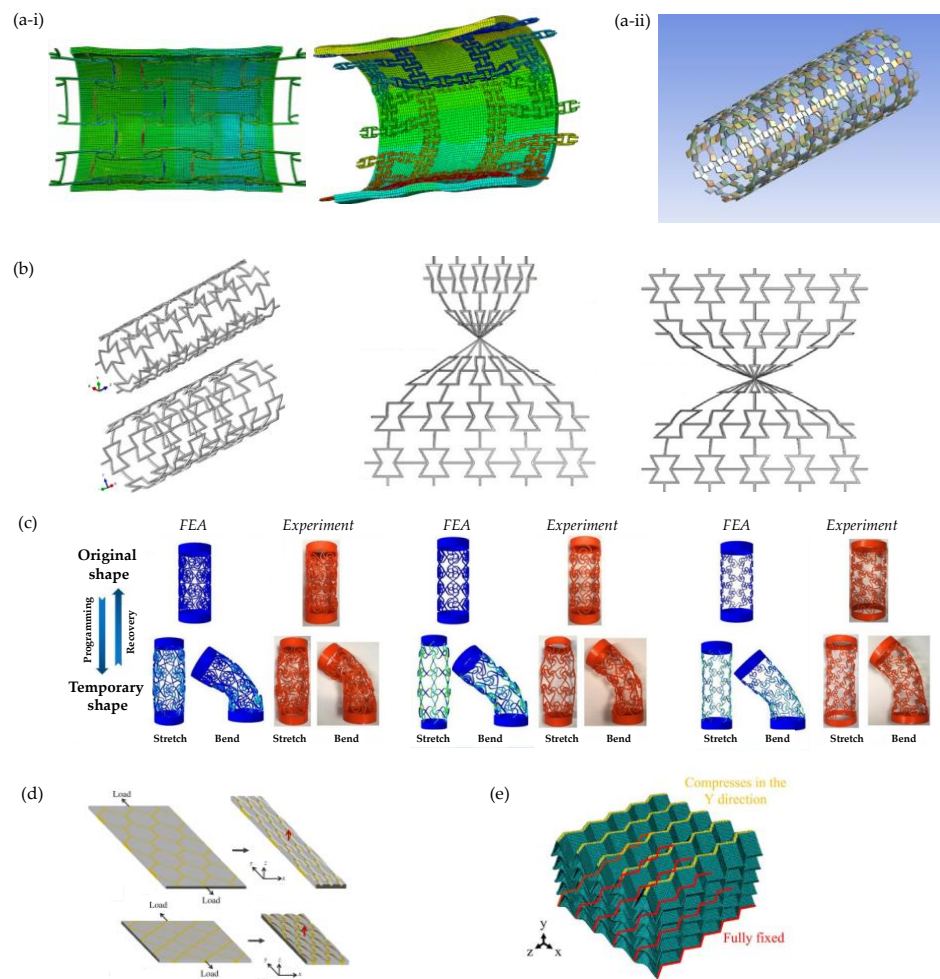 (a-i)
(a-ii)
(b)
(c)
FEA
Experiment
FEA
Experiment
FEA
Experiment
Original
shape
Programming
Recovery
Temporary
shape
Stretch
Bend
Stretch
Bend
Stretch
Bend
Stretch
Bend
Stretch
Bend
Stretch
Bend
(d)
Load
Load
y
z
x
Load
Load
y
z
x
(e)
Compresses in the
Y direction
Fully fixed
y
z
x